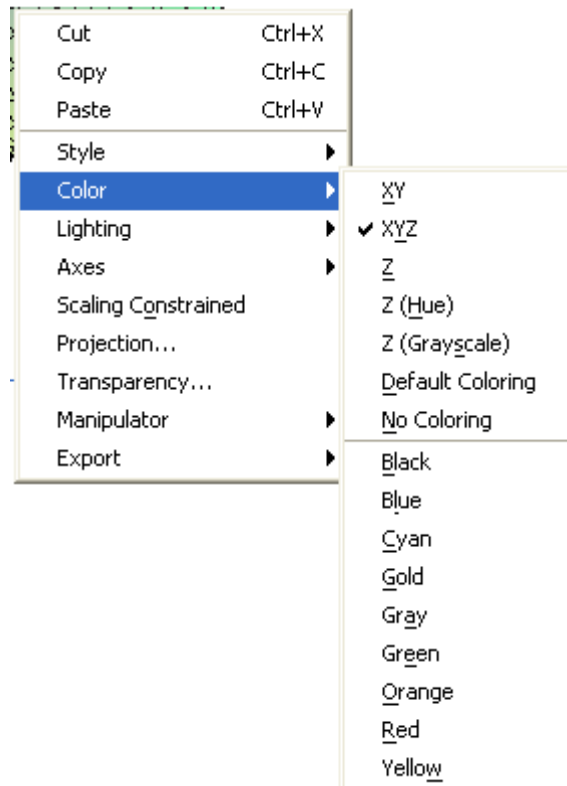 Cut Ctrl+X
Copy Ctrl+C
Paste Ctrl+V
Style
Color
Lighting
Axes
Scaling Constrained
Projection...
Transparency...
Manipulator
Export
XY
XYZ
Z
Z (Hue)
Z (Grayscale)
Default Coloring
No Coloring
Black
Blue
Cyan
Gold
Gray
Green
Orange
Red
Yellow